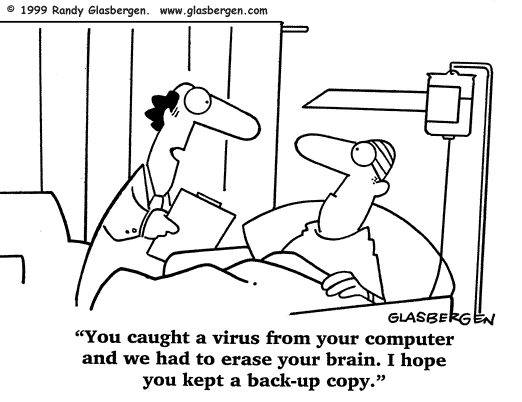 © 1999 Randy Glasbergen. www.glasbergen.com
GLASBERGEN
“You caught a virus from your computer
and we had to erase your brain. I hope
you kept a back-up copy.”